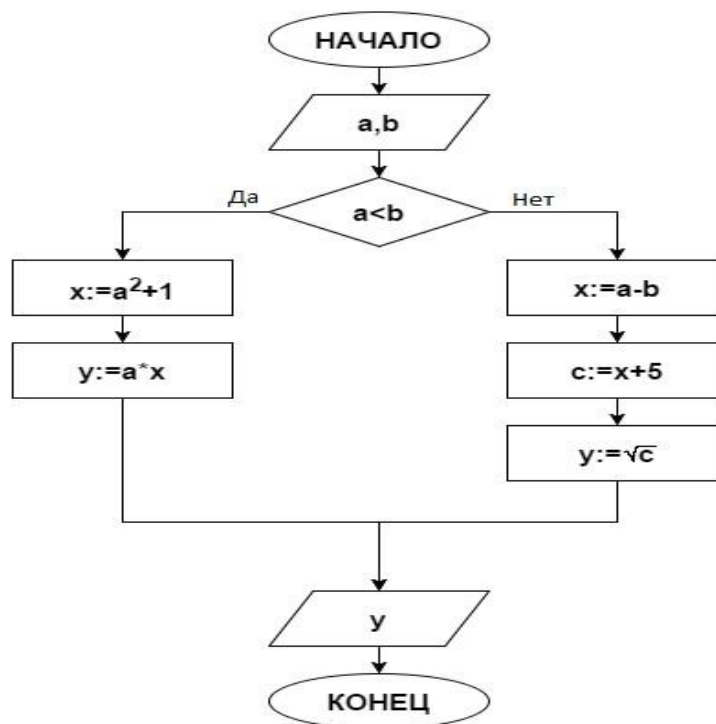 НАЧАЛО
a,b
a<b
Да
Нет
x:=a²+1
y:=a*x
x:=a-b
c:=x+5
y:=√c
y
КОНЕЦ